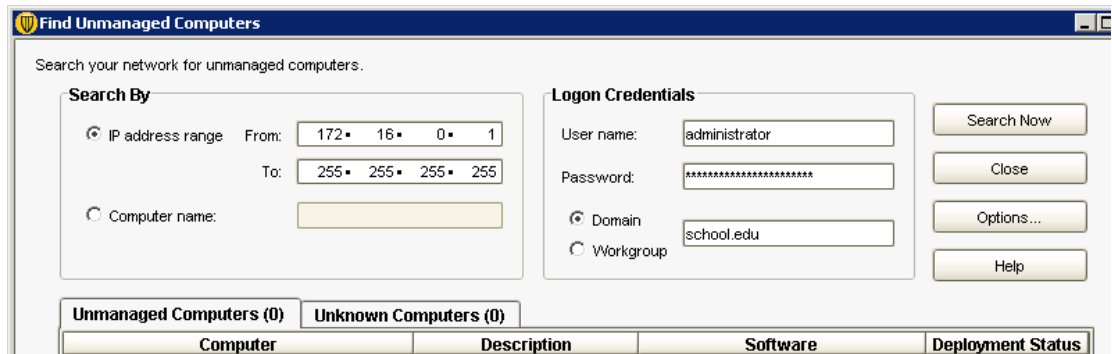 Find Unmanaged Computers
Search your network for unmanaged computers.
Search By
IP address range From: 172. 16. 0. 1
To: 255. 255. 255. 255
Computer name:
Logon Credentials
User name: administrator
Password: ***********************
Domain
Workgroup
school.edu
Search Now
Close
Options...
Help
Unmanaged Computers (0) Unknown Computers (0)
Computer Description Software Deployment Status